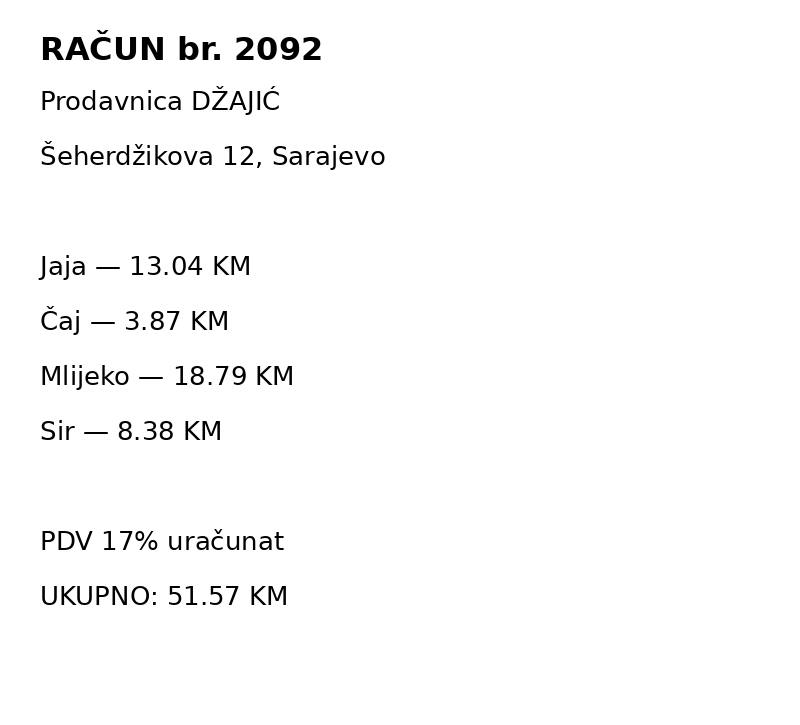 RAČUN br. 2092
Prodavnica DŽAJIĆ
Šeherdžikova 12, Sarajevo
Jaja — 13.04 KM
Čaj — 3.87 KM
Mlijeko — 18.79 KM
Sir — 8.38 KM
PDV 17% uračunat
UKUPNO: 51.57 KM